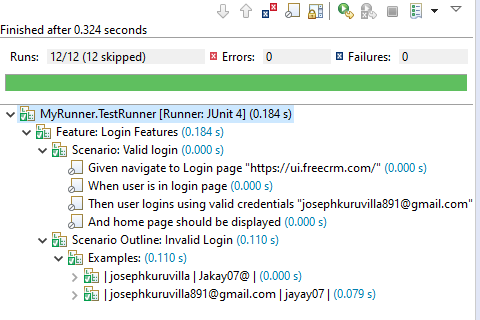 Finished after 0.324 seconds
Runs: 12/12 (12 skipped) Errors: 0 Failures: 0
MyRunner.TestRunner [Runner: JUnit 4] (0.184 s)
Feature: Login Features (0.184 s)
Scenario: Valid login (0.000 s)
Given navigate to Login page "https://ui.freecrm.com/" (0.000 s)
When user is in login page (0.000 s)
Then user logins using valid credentials "josephkuruvilla891@gmail.com"
And home page should be displayed (0.000 s)
Scenario Outline: Invalid Login (0.110 s)
Examples: (0.110 s)
| josephkuruvilla | Jakay07@ | (0.000 s)
| josephkuruvilla891@gmail.com | jayay07 | (0.079 s)